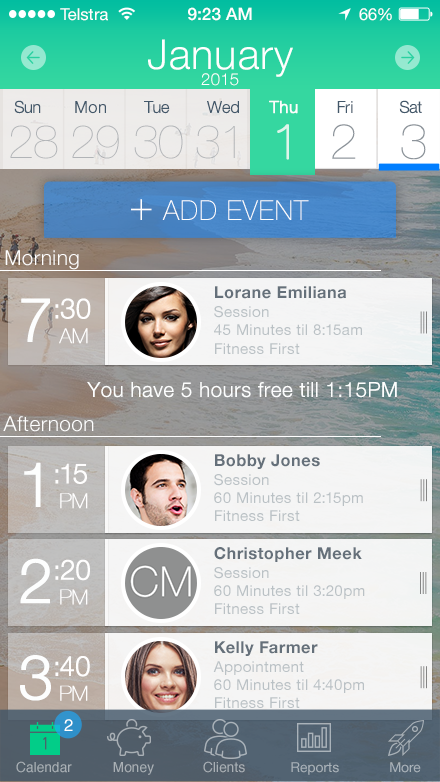 Telstra 9:23 AM 66%
January
2015
Sun Mon Tue Wed Thu Fri Sat
28 29 30 31 1 2 3
+ ADD EVENT
Morning
7:30 AM
Lorane Emiliana
Session
45 Minutes til 8:15am
Fitness First
You have 5 hours free till 1:15PM
Afternoon
1:15 PM
Bobby Jones
Session
60 Minutes til 2:15pm
Fitness First
2:20 PM
CM
Christopher Meek
Session
60 Minutes til 3:20pm
Fitness First
3:40 PM
Kelly Farmer
Appointment
60 Minutes til 4:40pm
Fitness First
1 2
Calendar Money Clients Reports More